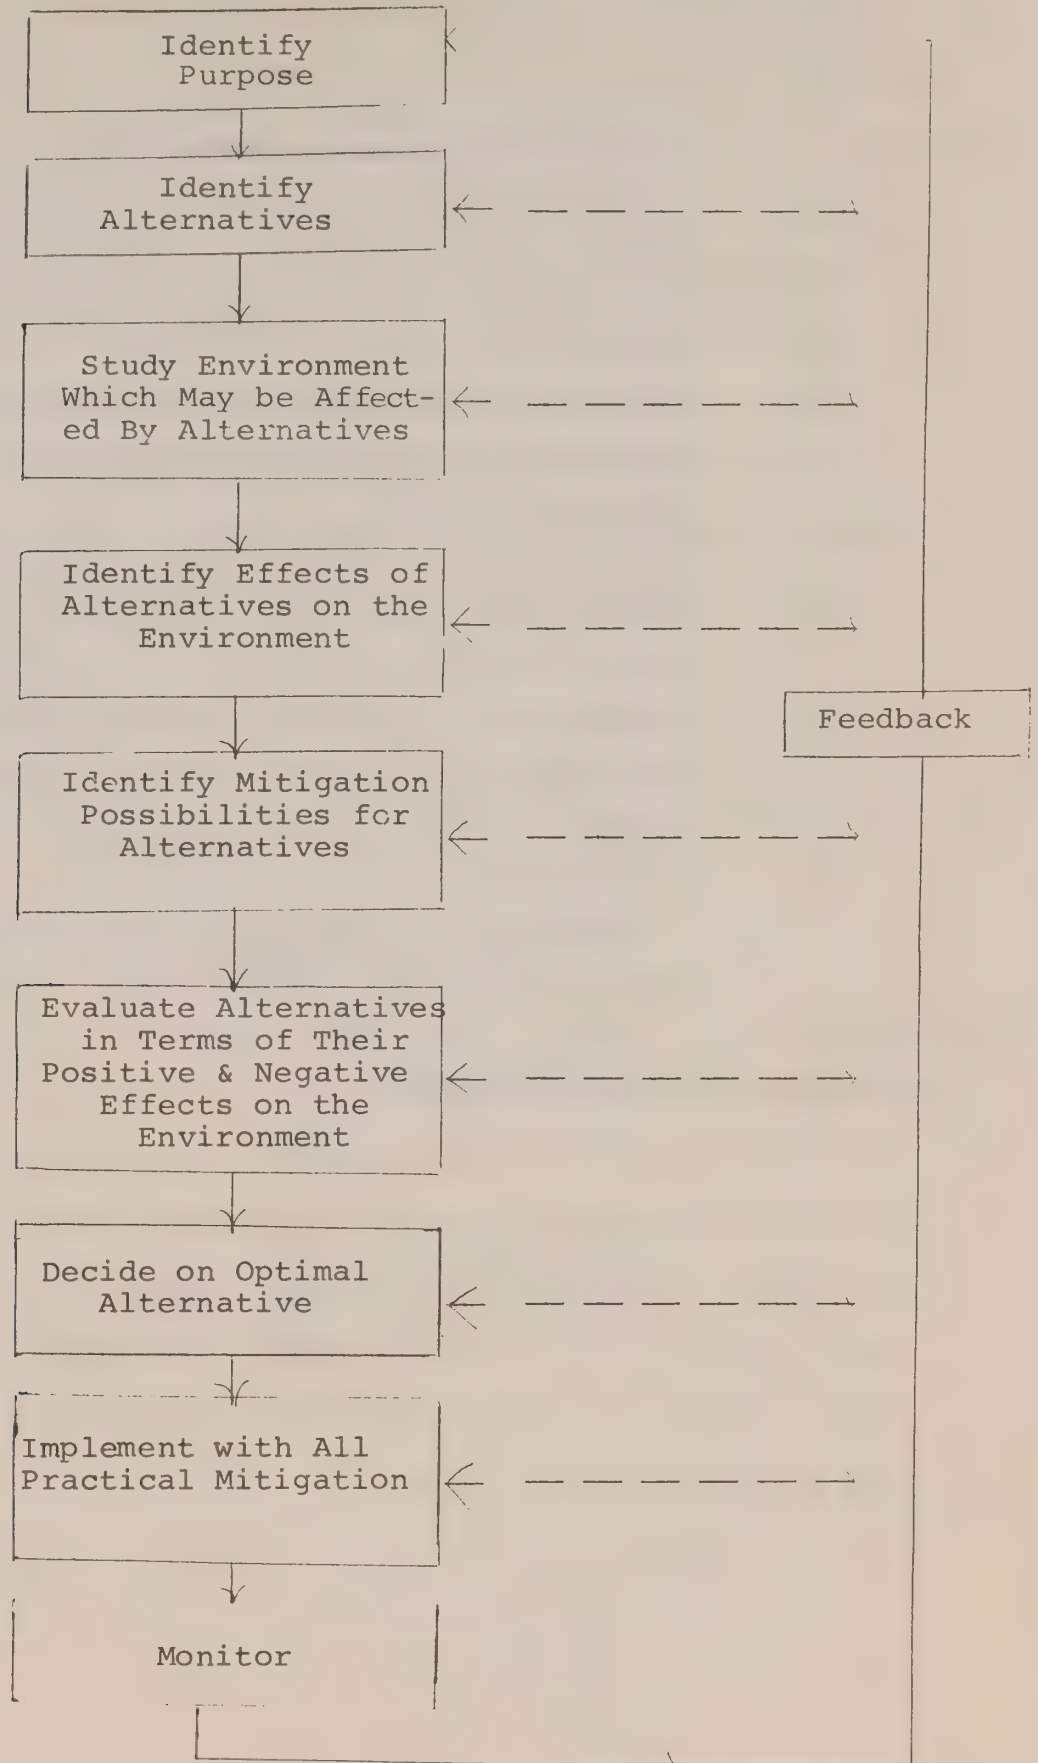 Identify
Purpose
Identify
Alternatives
Study Environment
Which May be Affect-
ed By Alternatives
Identify Effects of
Alternatives on the
Environment
Feedback
Identify Mitigation
Possibilities for
Alternatives
Evaluate Alternatives
in Terms of Their
Positive & Negative
Effects on the
Environment
Decide on Optimal
Alternative
Implement with All
Practical Mitigation
Monitor